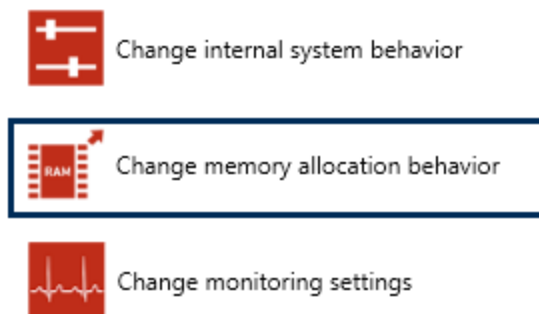 Change internal system behavior
RAM
Change memory allocation behavior
Change monitoring settings